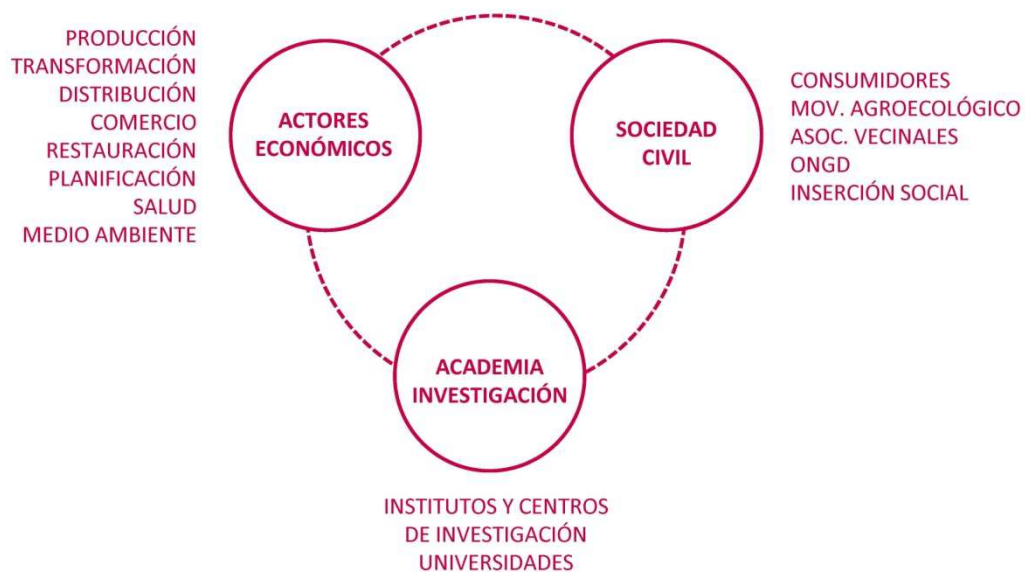 PRODUCCIÓN
TRANSFORMACIÓN
DISTRIBUCIÓN
COMERCIO
RESTAURACIÓN
PLANIFICACIÓN
SALUD
MEDIO AMBIENTE
ACTORES
ECONÓMICOS
SOCIEDAD
CIVIL
CONSUMIDORES
MOV. AGROECOLÓGICO
ASOC. VECINALES
ONGD
INSERCIÓN SOCIAL
ACADEMIA
INVESTIGACIÓN
INSTITUTOS Y CENTROS
DE INVESTIGACIÓN
UNIVERSIDADES